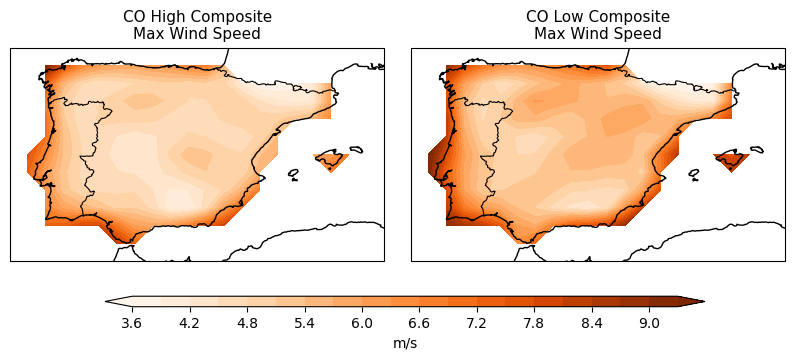 CO High Composite
Max Wind Speed
CO Low Composite
Max Wind Speed
3.6 4.2 4.8 5.4 6.0 6.6 7.2 7.8 8.4 9.0
m/s